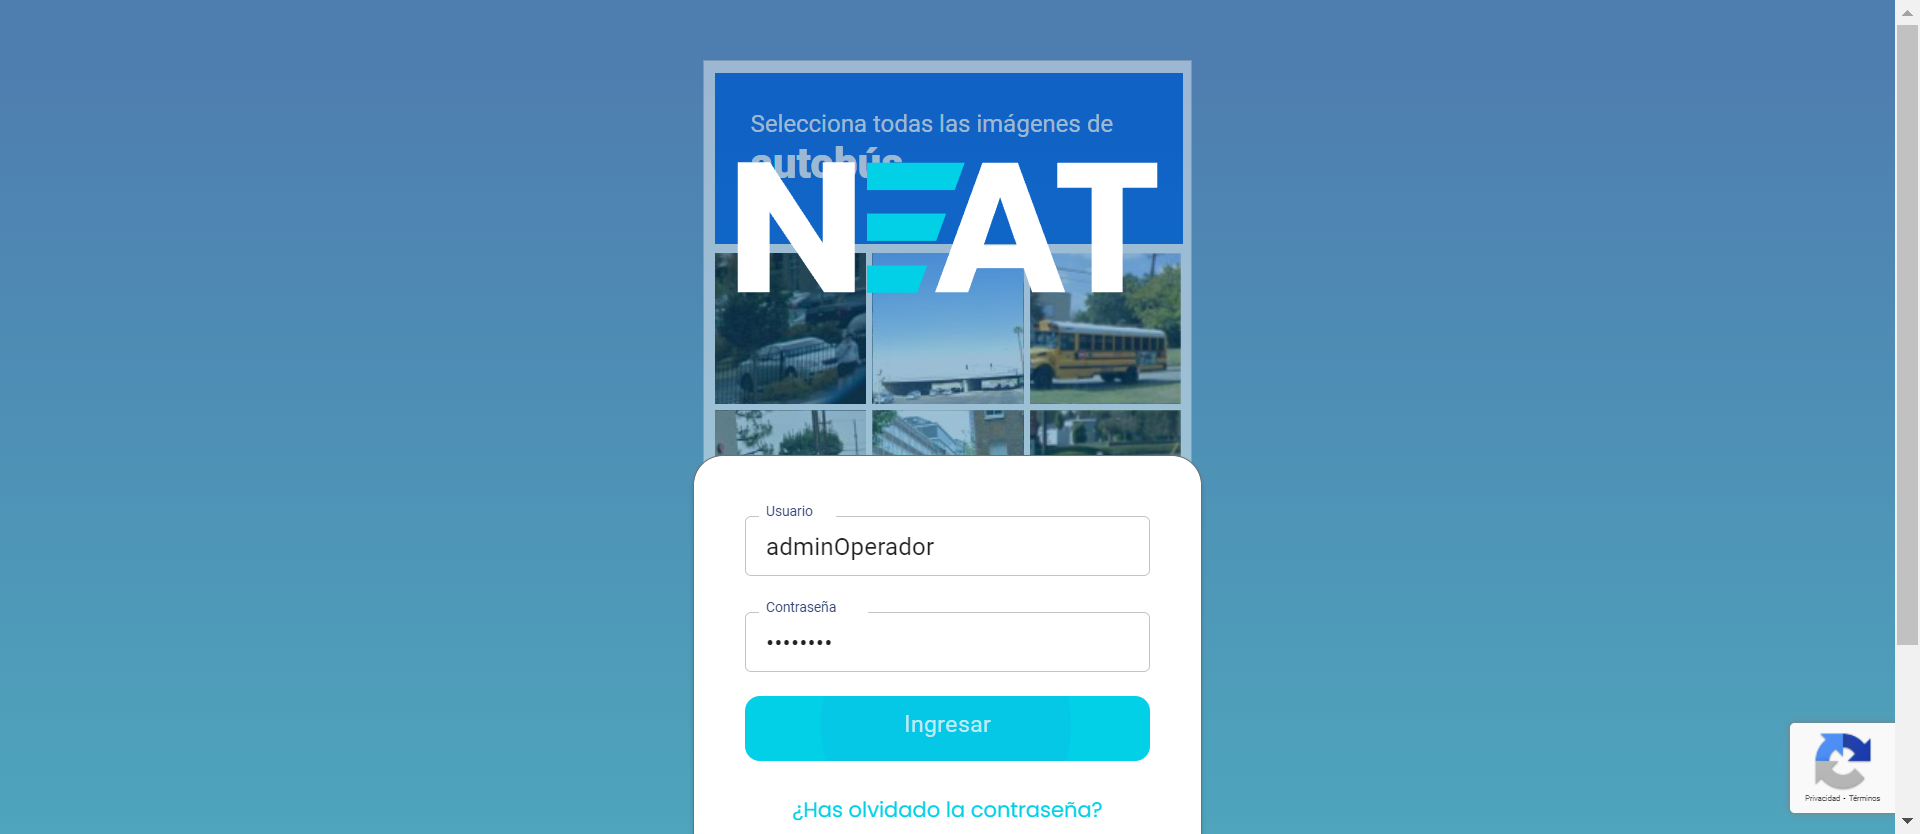 Selecciona todas las imágenes de
autobús
NEAT
Usuario
adminOperador
Contraseña
••••••••
Ingresar
¿Has olvidado la contraseña?
Privacidad - Términos